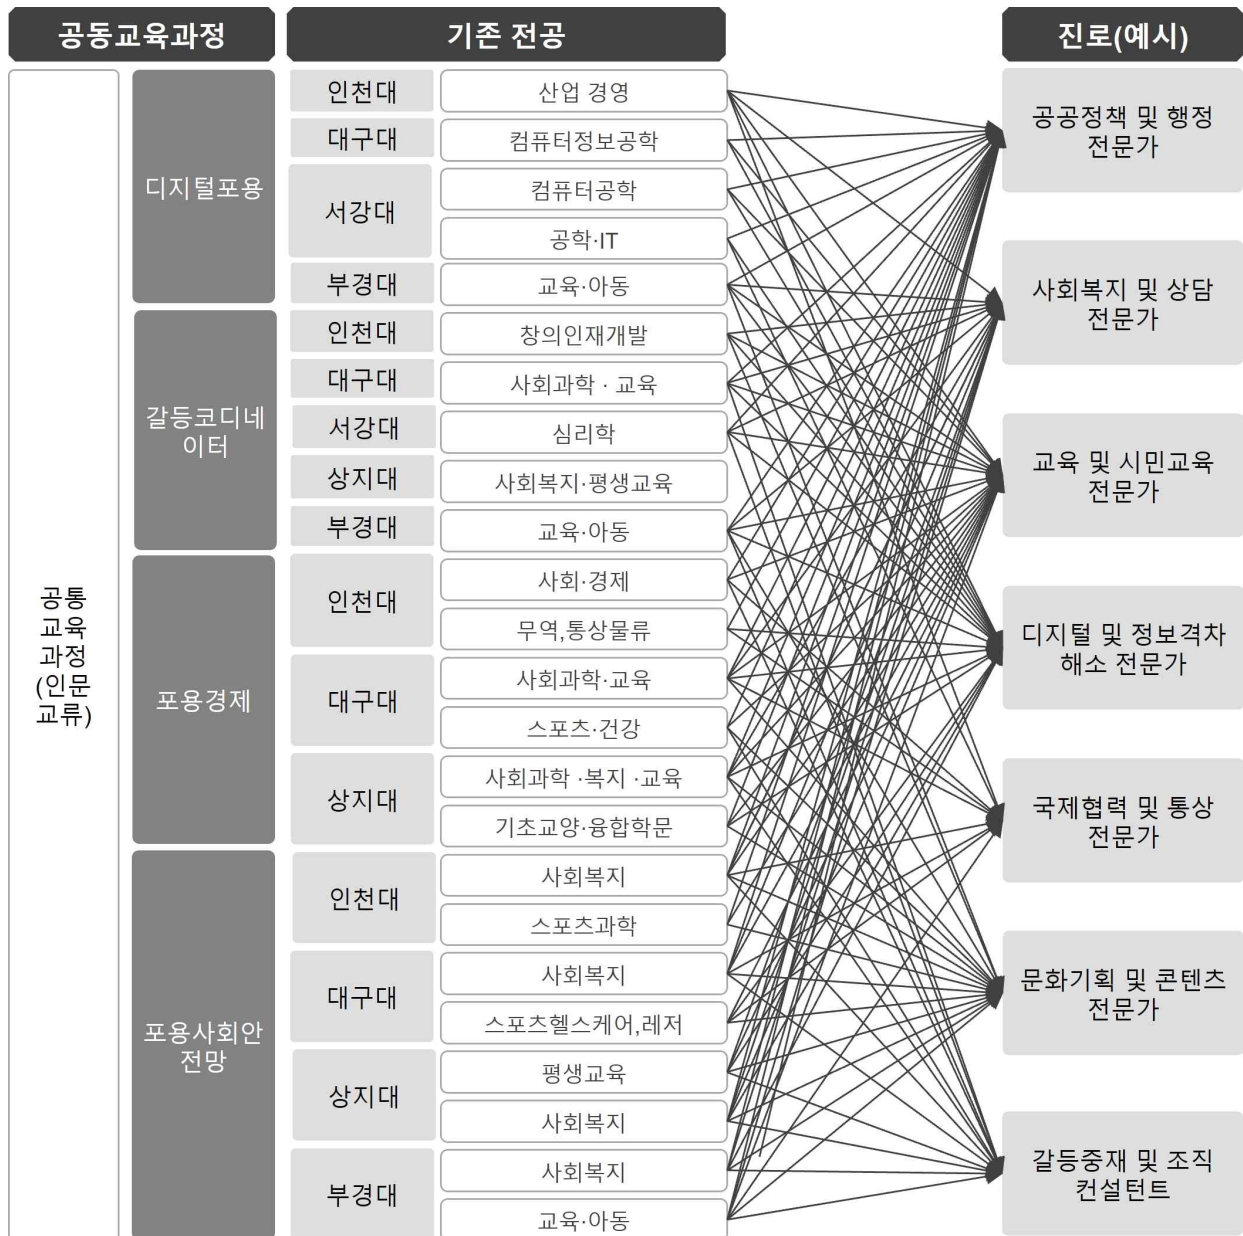 공동교육과정
기존 전공
진로(예시)
공통
교육
과정
(인문
교류)
디지털포용
인천대
산업 경영
대구대
컴퓨터정보공학
서강대
컴퓨터공학
공학·IT
부경대
교육·아동
갈등코디네
이터
인천대
창의인재개발
대구대
사회과학 · 교육
서강대
심리학
상지대
사회복지·평생교육
부경대
교육·아동
포용경제
인천대
사회·경제
무역,통상물류
대구대
사회과학·교육
스포츠·건강
상지대
사회과학 ·복지 ·교육
기초교양·융합학문
포용사회안
전망
인천대
사회복지
스포츠과학
대구대
사회복지
스포츠헬스케어,레저
상지대
평생교육
사회복지
부경대
사회복지
교육·아동
공공정책 및 행정
전문가
사회복지 및 상담
전문가
교육 및 시민교육
전문가
디지털 및 정보격차
해소 전문가
국제협력 및 통상
전문가
문화기획 및 콘텐츠
전문가
갈등중재 및 조직
컨설턴트